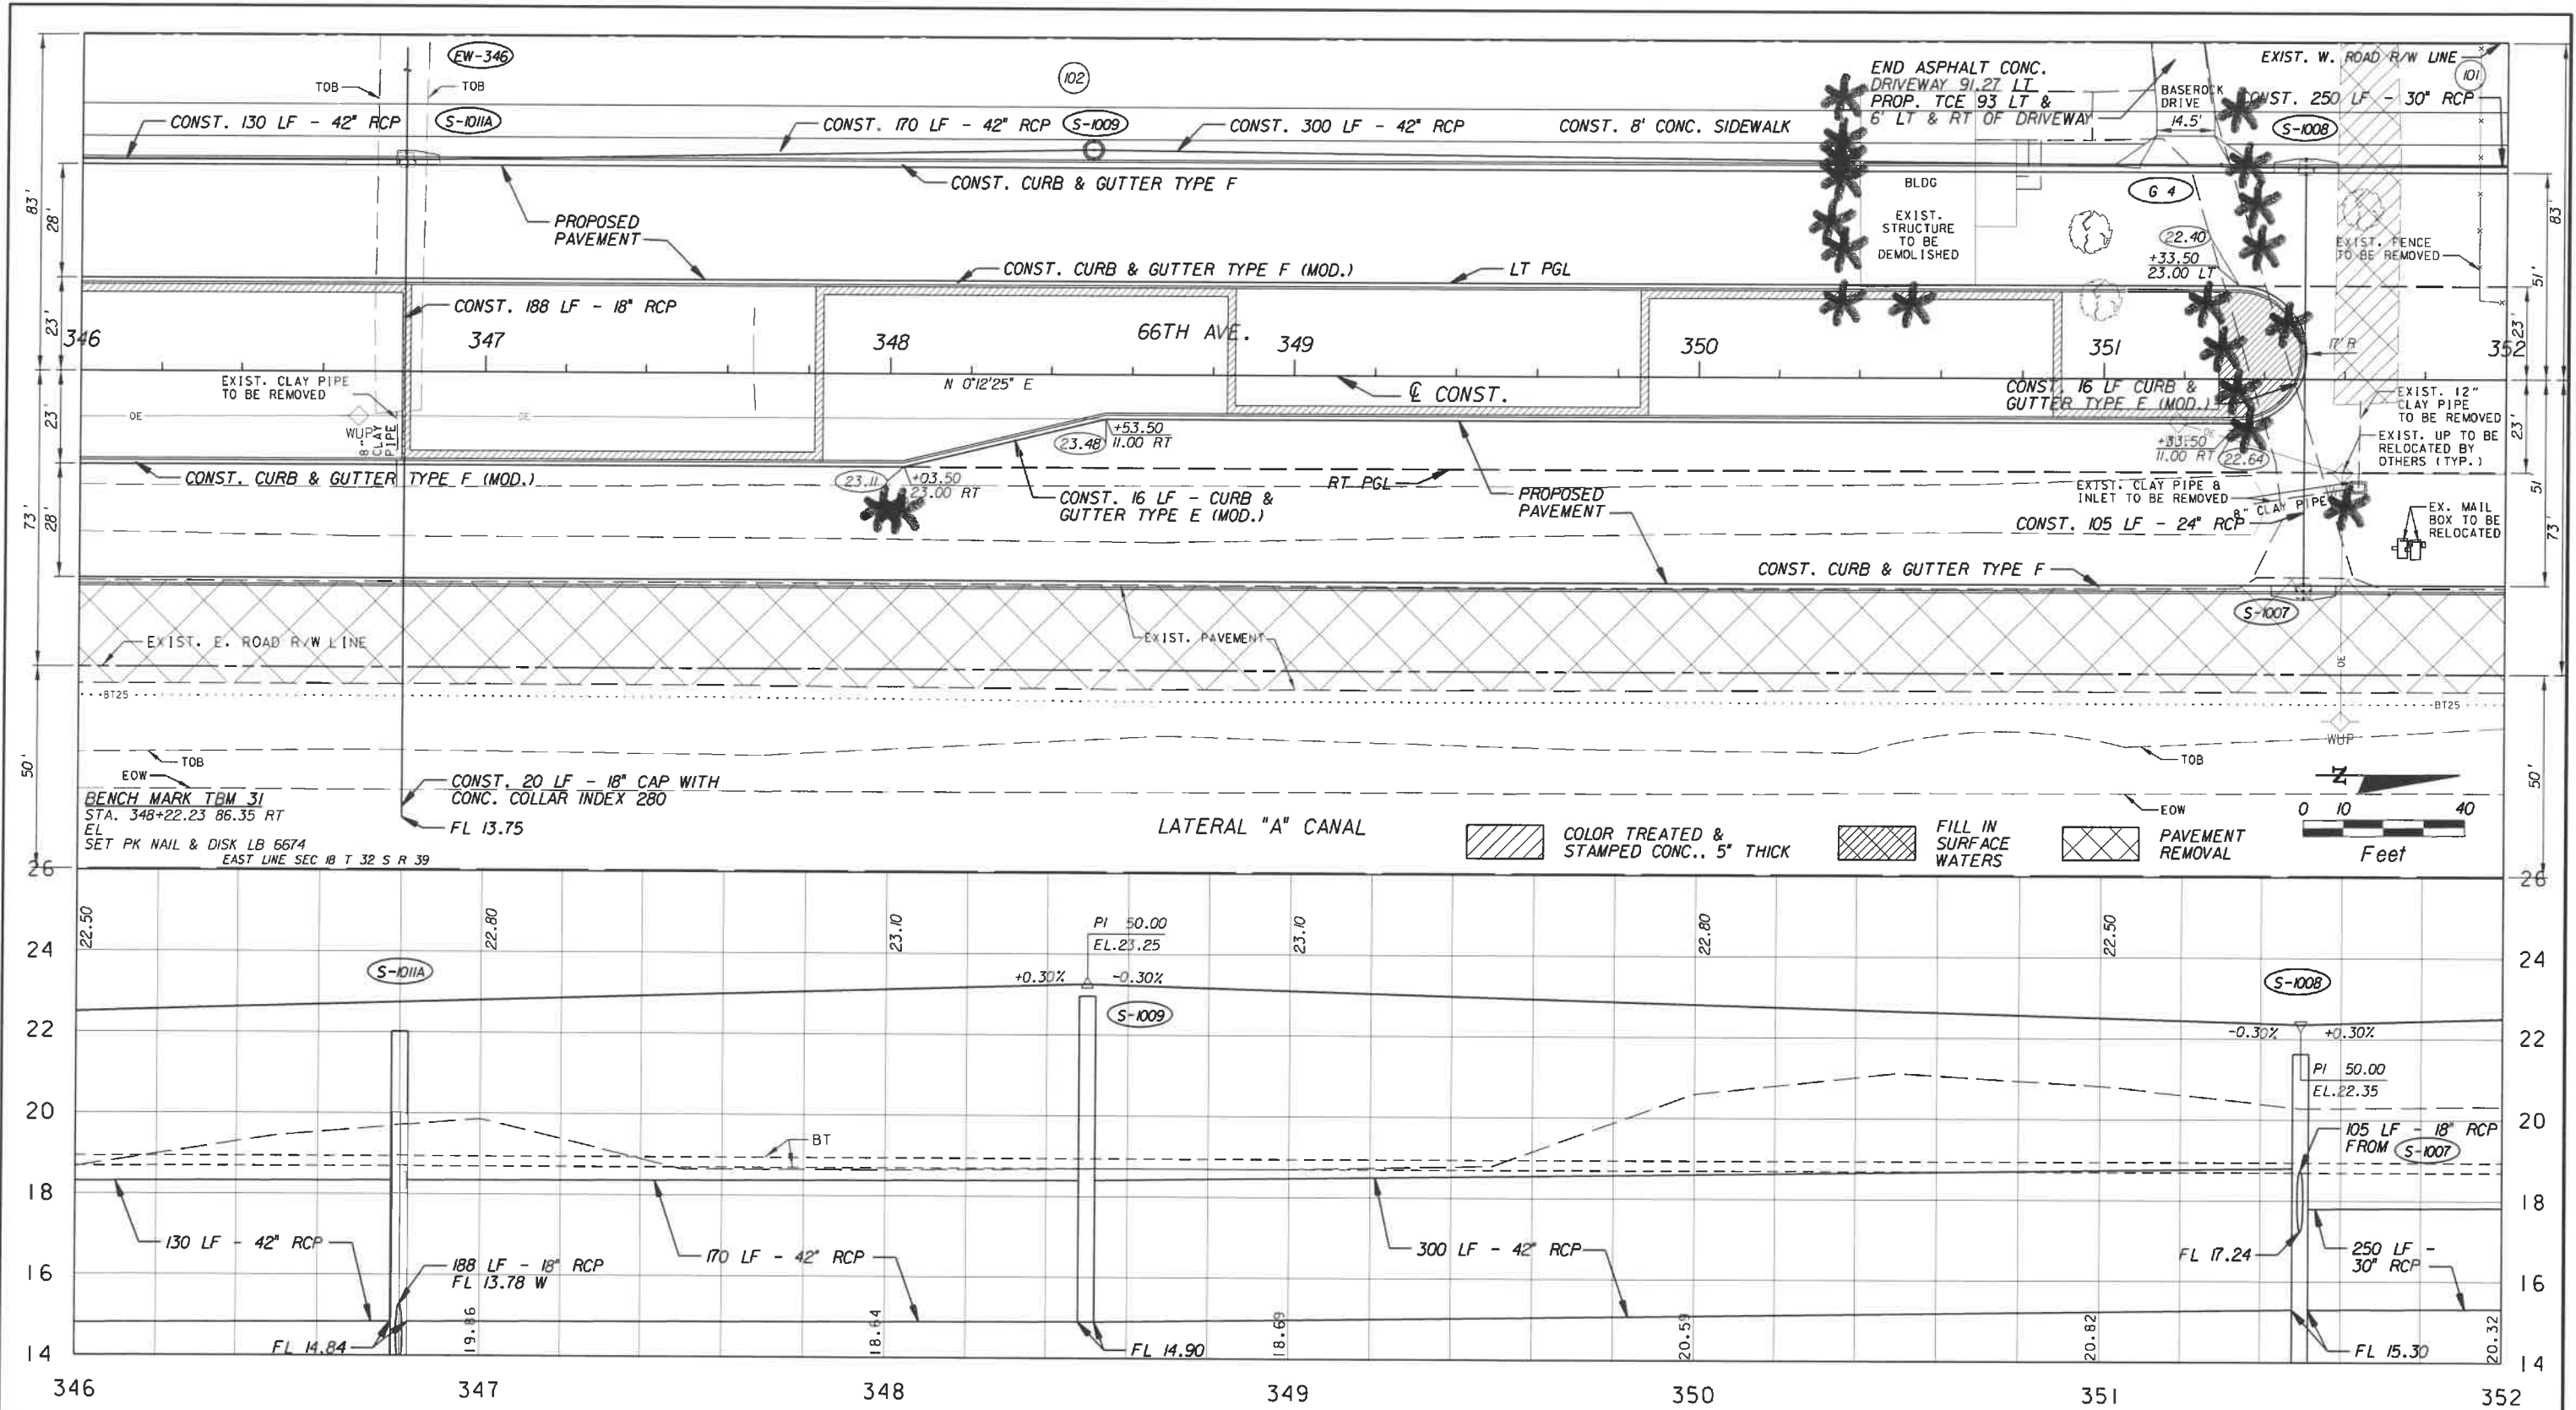 EW-346
TOB
TOB
102
END ASPHALT CONC.
DRIVEWAY 91.27 LT
PROP. TCE 93 LT &
6' LT & RT OF DRIVEWAY
BASEROCK
DRIVE
14.5'
EXIST. W. ROAD R/W LINE
101
CONST. 130 LF - 42" RCP
S-1011A
CONST. 170 LF - 42" RCP
S-1009
CONST. 300 LF - 42" RCP
CONST. 8' CONC. SIDEWALK
CONST. 250 LF - 30" RCP
S-1008
CONST. CURB & GUTTER TYPE F
BLDG
G 4
83'
28'
83'
PROPOSED
PAVEMENT
EXIST.
STRUCTURE
TO BE
DEMOLISHED
22.40
+33.50
23.00 LT
EXIST. FENCE
TO BE REMOVED
51'
CONST. CURB & GUTTER TYPE F (MOD.)
LT PGL
CONST. 188 LF - 18" RCP
23'
23'
66TH AVE.
346
347
348
349
350
351
352
17' R
N 0°12'25" E
℄ CONST.
EXIST. CLAY PIPE
TO BE REMOVED
OE
OE
WUP
8"
CLAY
PIPE
23'
23'
CONST. 16 LF CURB &
GUTTER TYPE E (MOD.)
EXIST. 12"
CLAY PIPE
TO BE REMOVED
23.48
+53.50
11.00 RT
+33.50
11.00 RT
22.64
OE
EXIST. UP TO BE
RELOCATED BY
OTHERS (TYP.)
CONST. CURB & GUTTER TYPE F (MOD.)
23.11
+03.50
23.00 RT
CONST. 16 LF - CURB &
GUTTER TYPE E (MOD.)
RT PGL
PROPOSED
PAVEMENT
EXIST. CLAY PIPE &
INLET TO BE REMOVED
8" CLAY PIPE
CONST. 105 LF - 24" RCP
EX. MAIL
BOX TO BE
RELOCATED
73'
28'
51'
73'
CONST. CURB & GUTTER TYPE F
S-1007
EXIST. E. ROAD R/W LINE
EXIST. PAVEMENT
OE
BT25
BT25
WUP
TOB
TOB
50'
50'
EOW
EOW
CONST. 20 LF - 18" CAP WITH
CONC. COLLAR INDEX 280
FL 13.75
BENCH MARK TBM 31
STA. 348+22.23 86.35 RT
EL
SET PK NAIL & DISK LB 6674
EAST LINE SEC 18 T 32 S R 39
LATERAL "A" CANAL
COLOR TREATED &
STAMPED CONC., 5" THICK
FILL IN
SURFACE
WATERS
PAVEMENT
REMOVAL
N
0 10 40
Feet
26
26
22.50
22.80
23.10
23.10
22.80
22.50
PI 50.00
EL.23.25
24
24
S-1011A
+0.30%
-0.30%
S-1009
S-1008
22
-0.30%
+0.30%
22
PI 50.00
EL.22.35
20
20
BT
105 LF - 18" RCP
FROM S-1007
18
18
130 LF - 42" RCP
188 LF - 18" RCP
FL 13.78 W
170 LF - 42" RCP
300 LF - 42" RCP
FL 17.24
250 LF -
30" RCP
16
16
FL 14.84
19.86
18.64
FL 14.90
18.69
20.59
20.82
FL 15.30
20.32
14
14
346 347 348 349 350 351 352